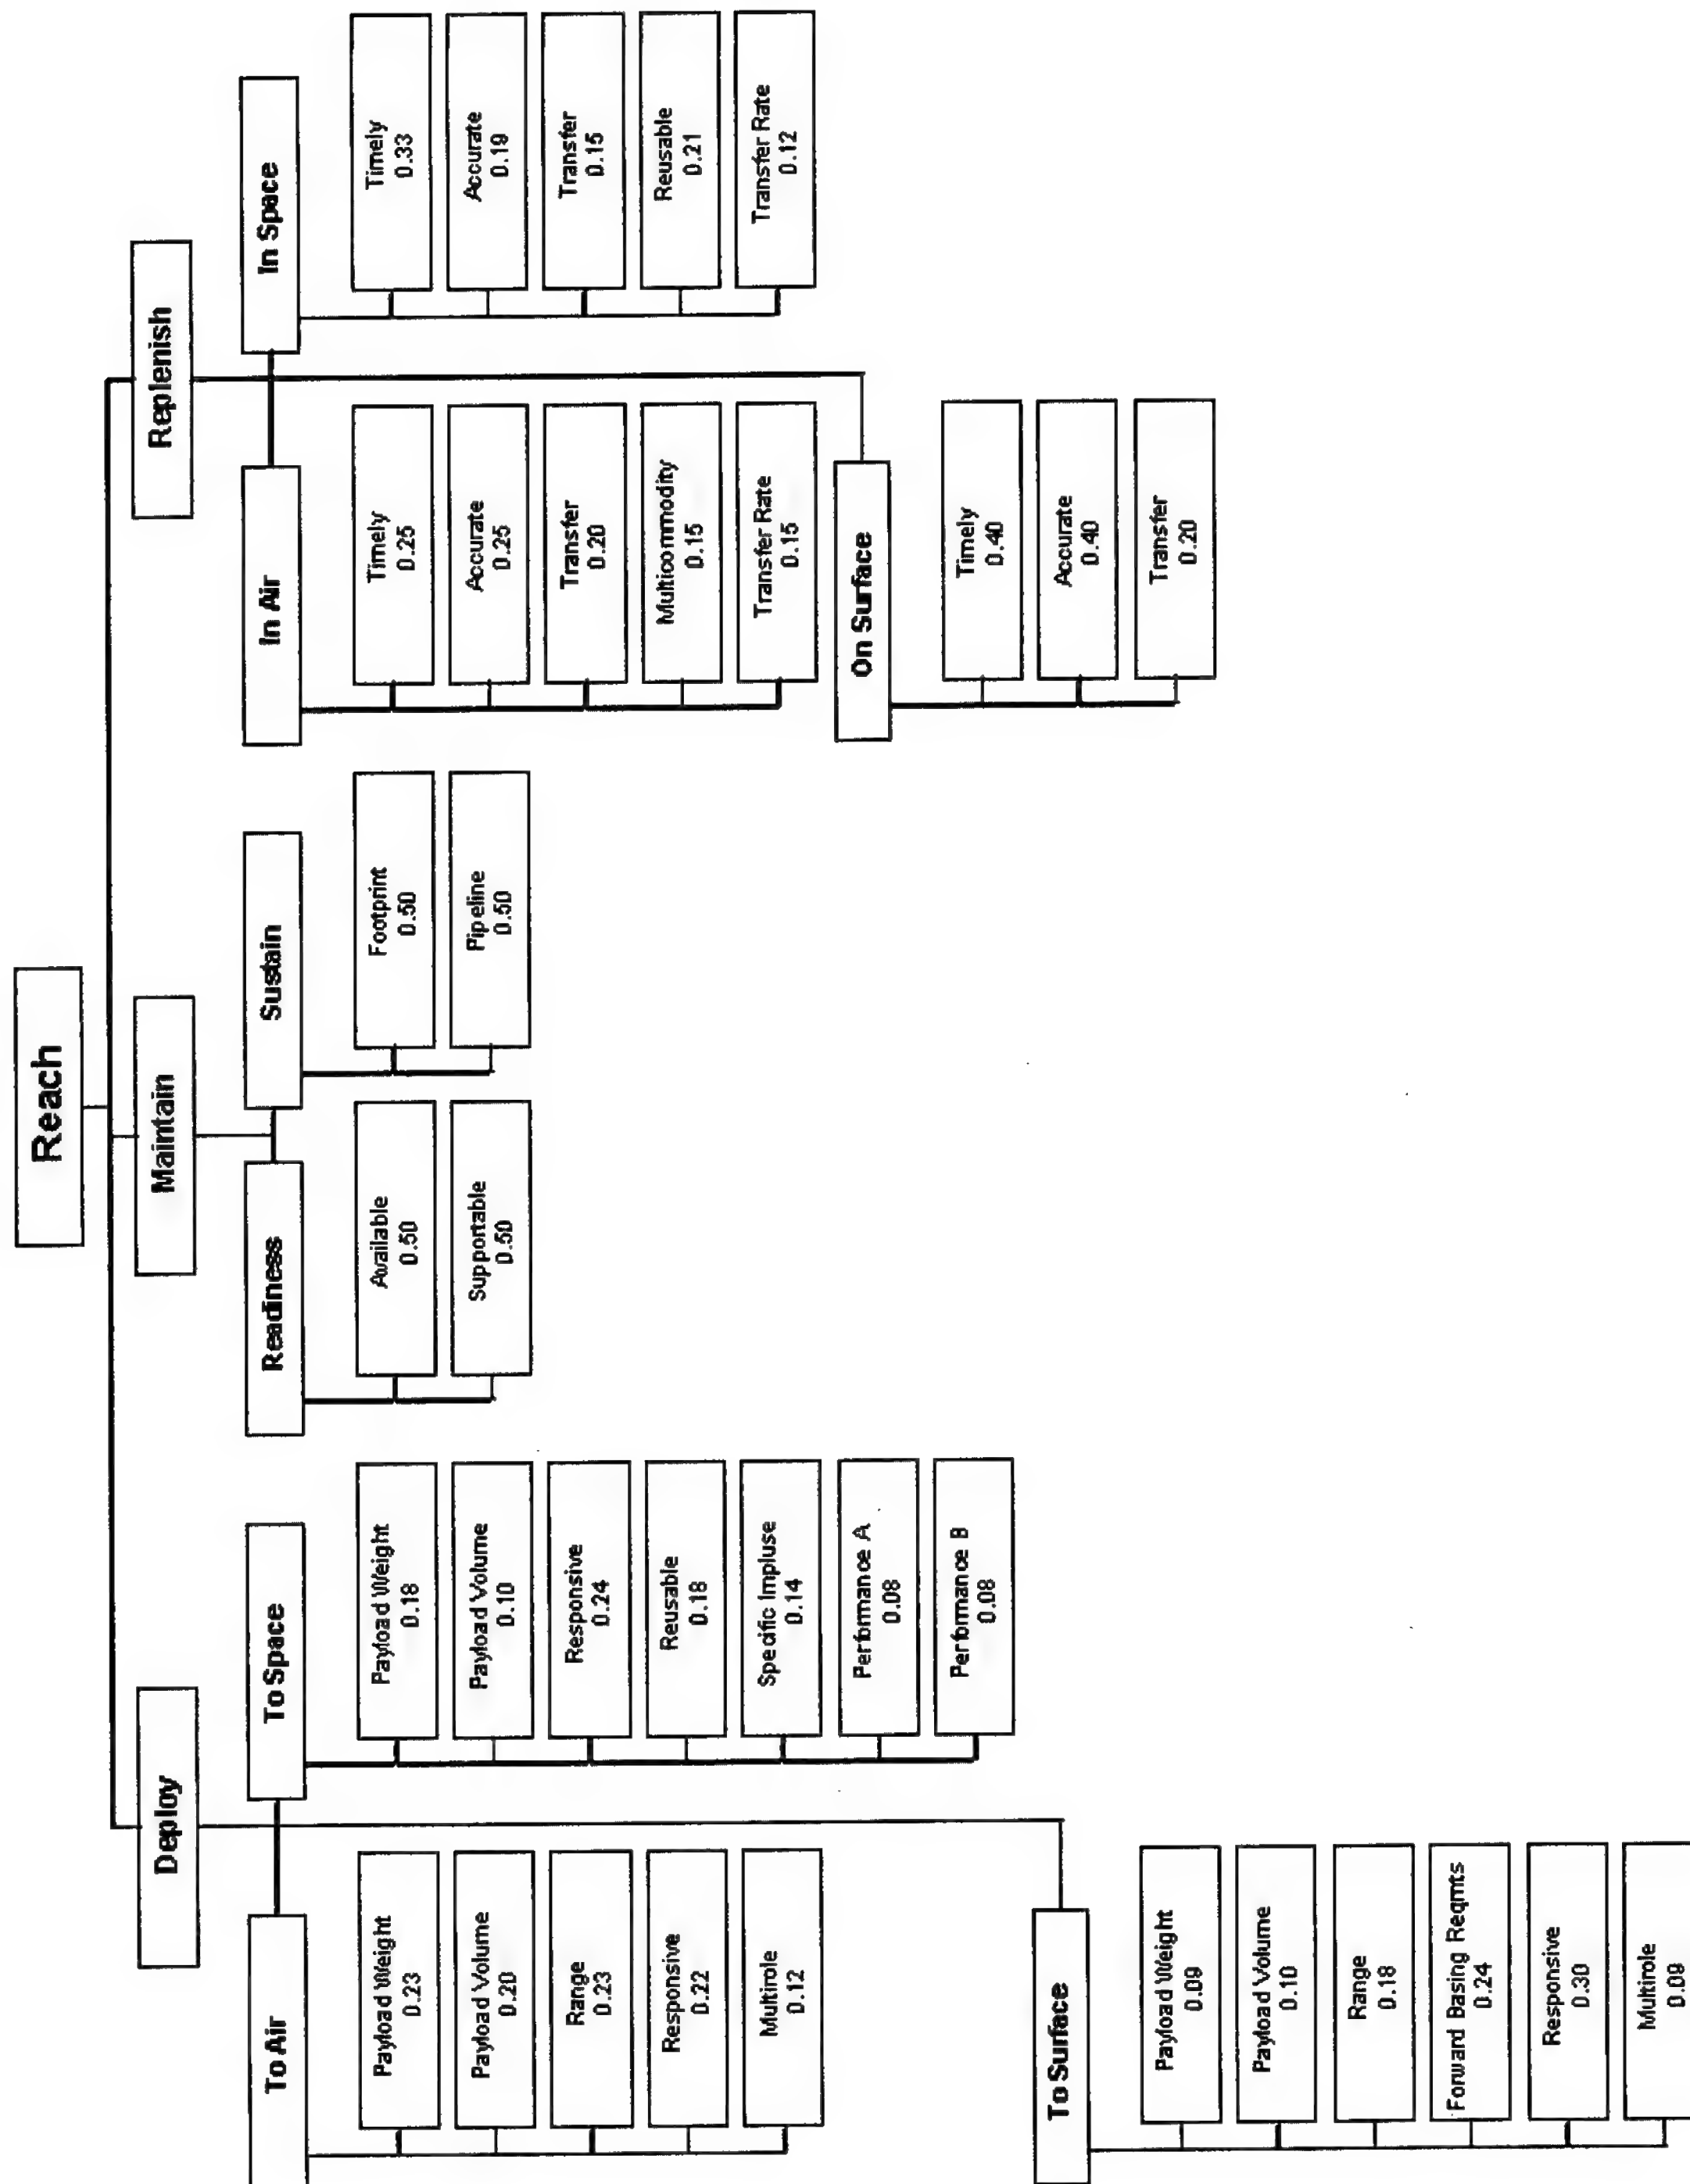 Reach
Deploy
Maintain
Replenish
To Air
Payload Weight
0.23
Payload Volume
0.20
Range
0.23
Responsive
0.22
Multirole
0.12
To Space
Payload Weight
0.18
Payload Volume
0.10
Responsive
0.24
Reusable
0.18
Specific Impluse
0.14
Performance A
0.08
Performance B
0.08
To Surface
Payload Weight
0.09
Payload Volume
0.10
Range
0.18
Forward Basing Reqmts
0.24
Responsive
0.30
Multirole
0.09
Readiness
Available
0.50
Supportable
0.50
Sustain
Footprint
0.50
Pipeline
0.50
In Air
Timely
0.25
Accurate
0.25
Transfer
0.20
Multicommodity
0.15
Transfer Rate
0.15
In Space
Timely
0.33
Accurate
0.19
Transfer
0.15
Reusable
0.21
Transfer Rate
0.12
On Surface
Timely
0.40
Accurate
0.40
Transfer
0.20